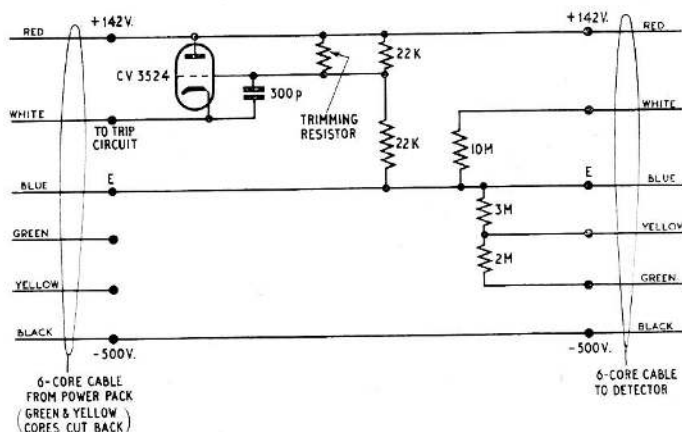 +142V.
+142V.
RED
RED
CV 3524
22K
300p
WHITE
WHITE
TO TRIP
CIRCUIT
TRIMMING
RESISTOR
22K
10M
BLUE
E
E
BLUE
3M
GREEN
YELLOW
2M
YELLOW
GREEN
BLACK
BLACK
-500V.
-500V.
6-CORE CABLE
FROM POWER PACK
(GREEN & YELLOW
CORES CUT BACK)
6-CORE CABLE
TO DETECTOR